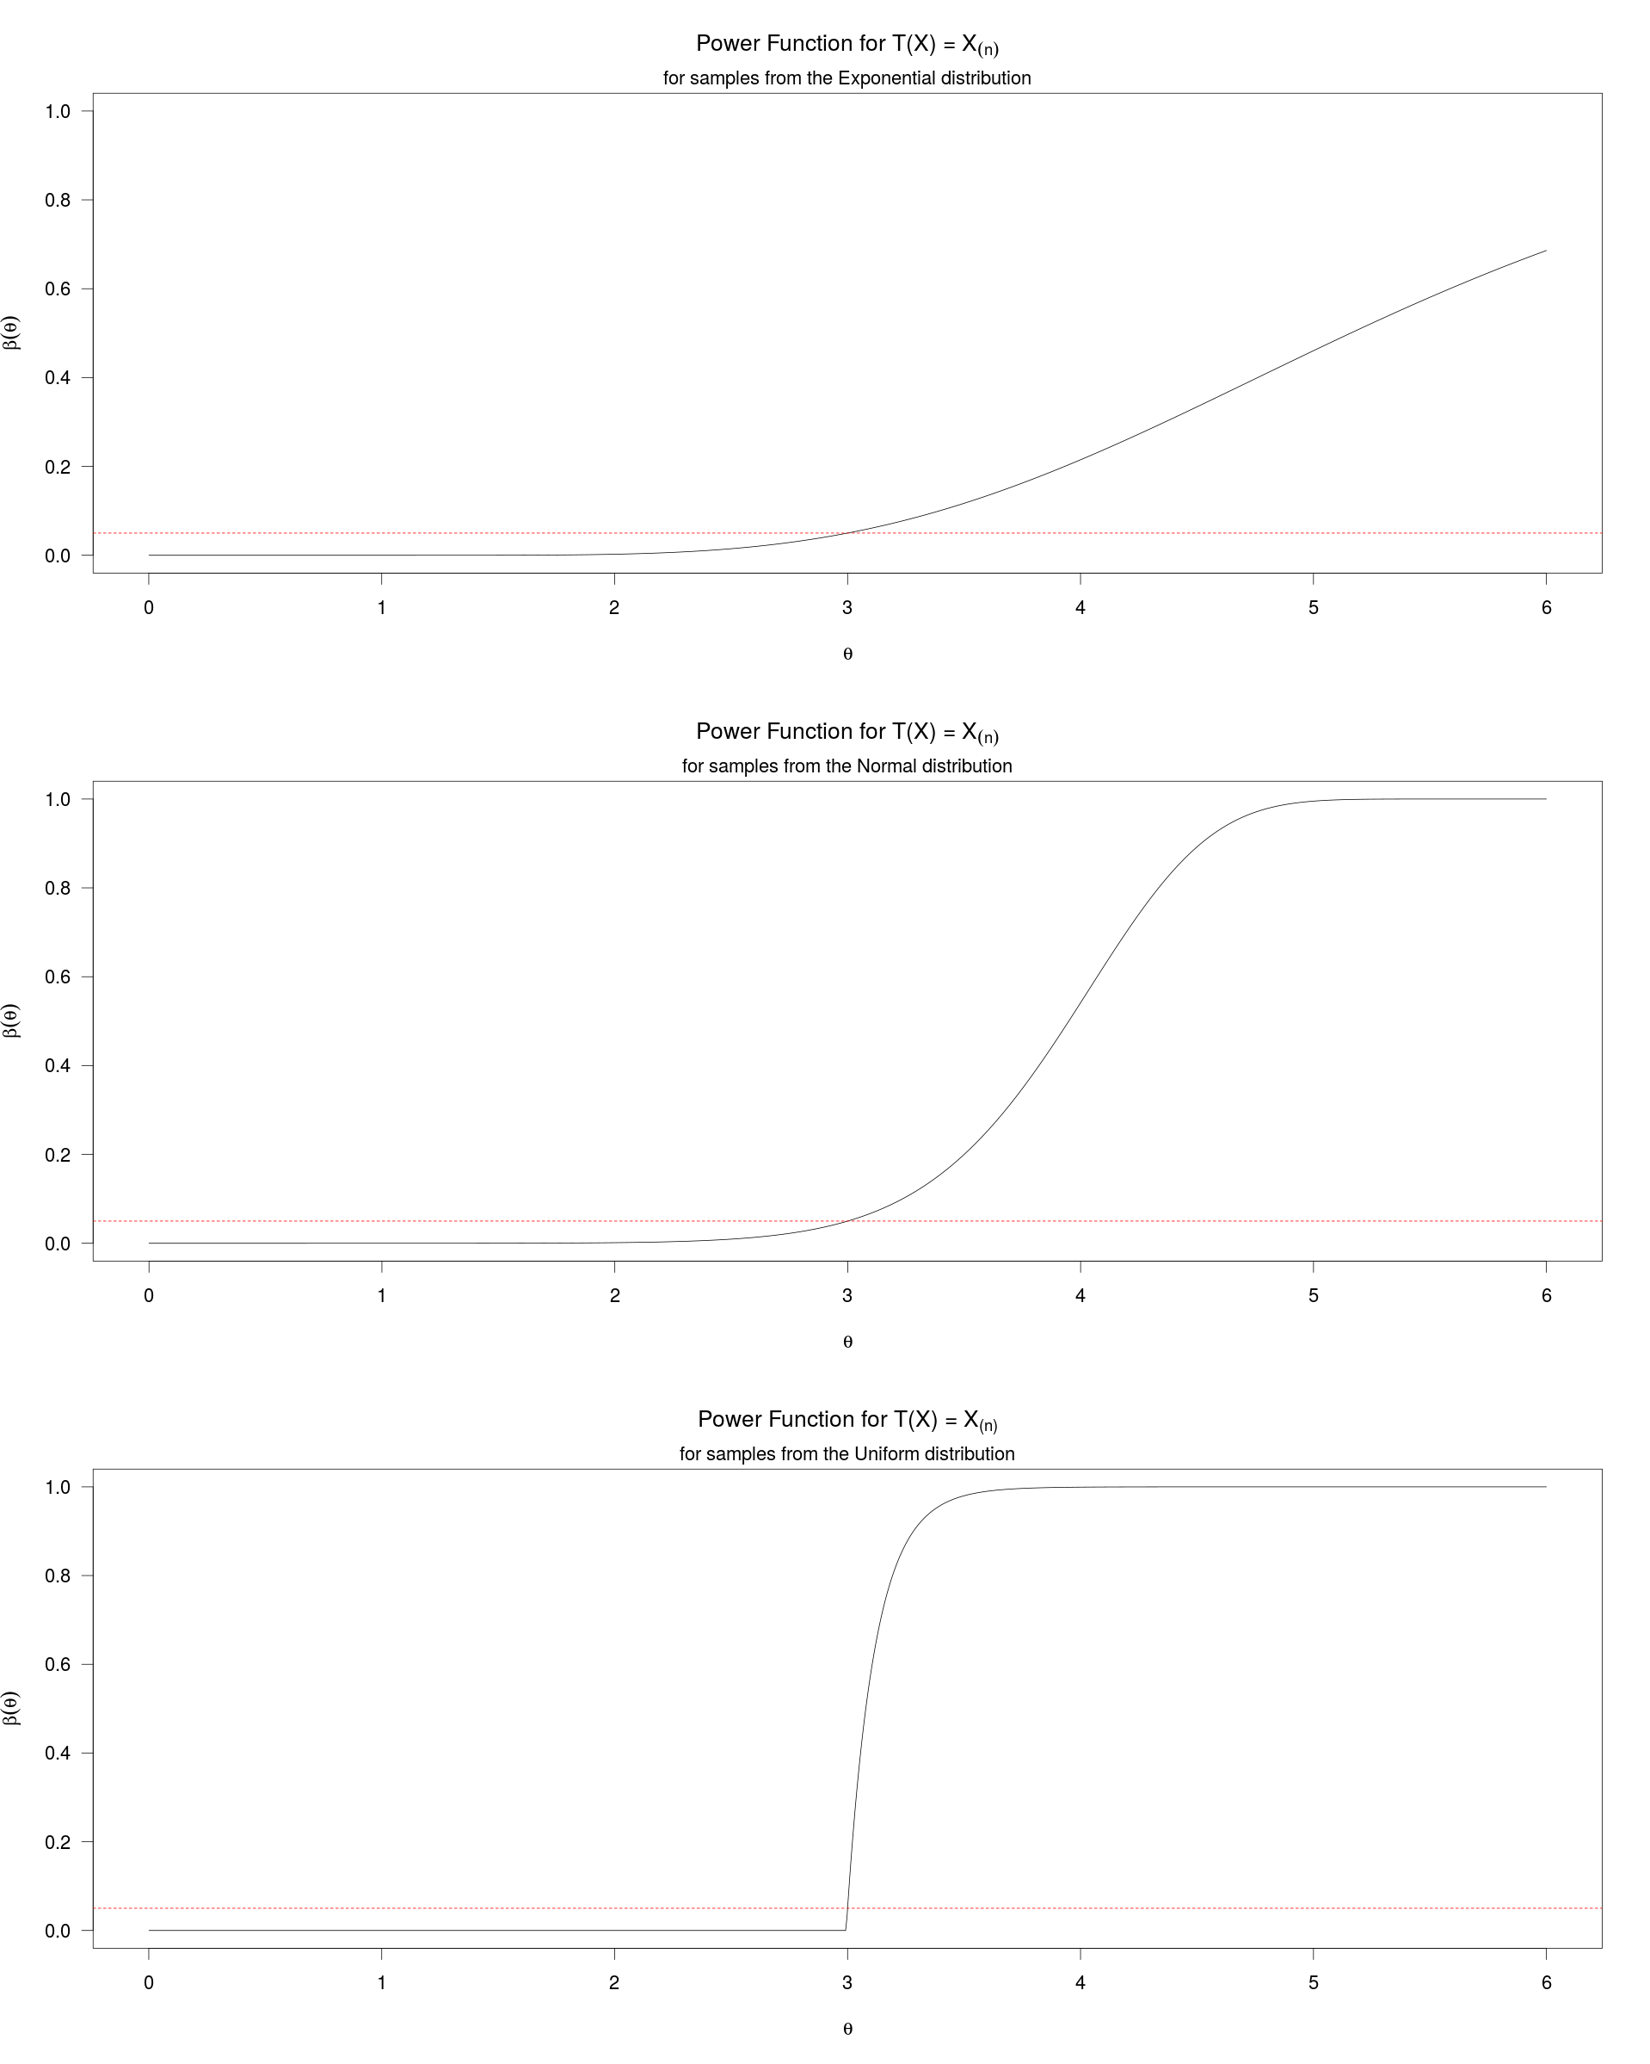 Power Function for T(X) = X(n)
for samples from the Exponential distribution
1.0
0.8
0.6
0.4
0.2
0.0
β(θ)
0 1 2 3 4 5 6
θ
Power Function for T(X) = X(n)
for samples from the Normal distribution
1.0
0.8
0.6
0.4
0.2
0.0
β(θ)
0 1 2 3 4 5 6
θ
Power Function for T(X) = X(n)
for samples from the Uniform distribution
1.0
0.8
0.6
0.4
0.2
0.0
β(θ)
0 1 2 3 4 5 6
θ